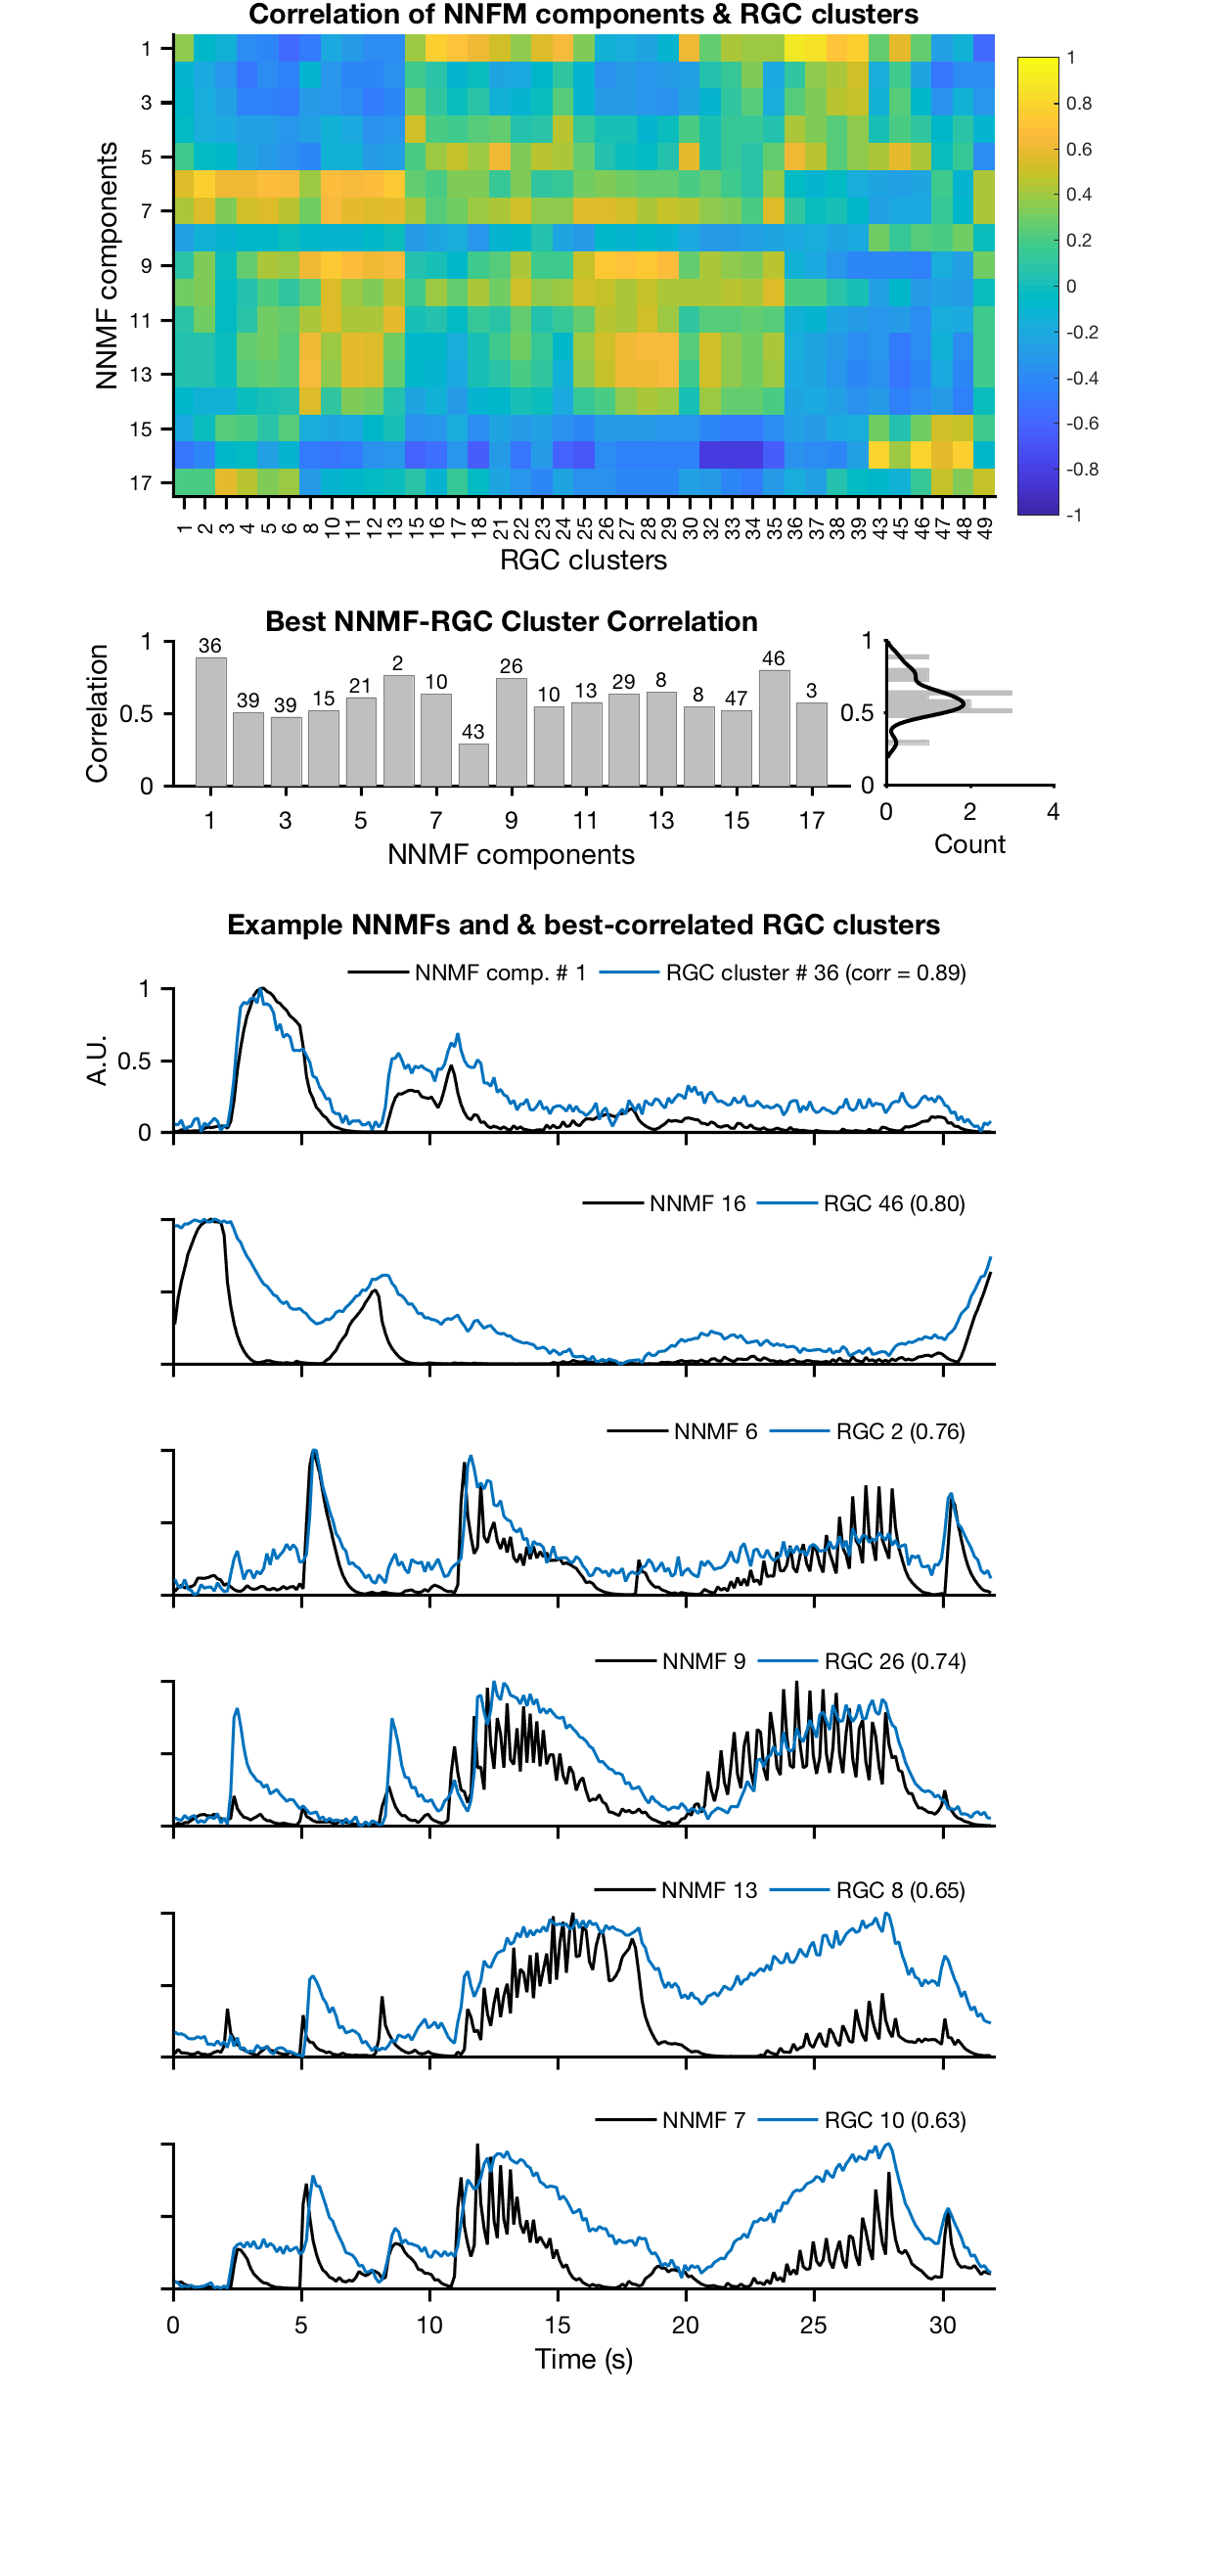 Correlation of NNFM components & RGC clusters
NNMF components
1
3
5
7
9
11
13
15
17
1
0.8
0.6
0.4
0.2
0
-0.2
-0.4
-0.6
-0.8
-1
1 2 3 4 5 6 8 10 11 12 13 15 16 17 18 21 22 23 24 25 26 27 28 29 30 32 33 34 35 36 37 38 39 43 45 46 47 48 49
RGC clusters
Best NNMF-RGC Cluster Correlation
Correlation
1
0.5
0
36 39 39 15 21 2 10 43 26 10 13 29 8 8 47 46 3
1 3 5 7 9 11 13 15 17
NNMF components
1
0.5
0
0 2 4
Count
Example NNMFs and & best-correlated RGC clusters
NNMF comp. # 1 RGC cluster # 36 (corr = 0.89)
A.U.
1
0.5
0
NNMF 16 RGC 46 (0.80)
NNMF 6 RGC 2 (0.76)
NNMF 9 RGC 26 (0.74)
NNMF 13 RGC 8 (0.65)
NNMF 7 RGC 10 (0.63)
0 5 10 15 20 25 30
Time (s)